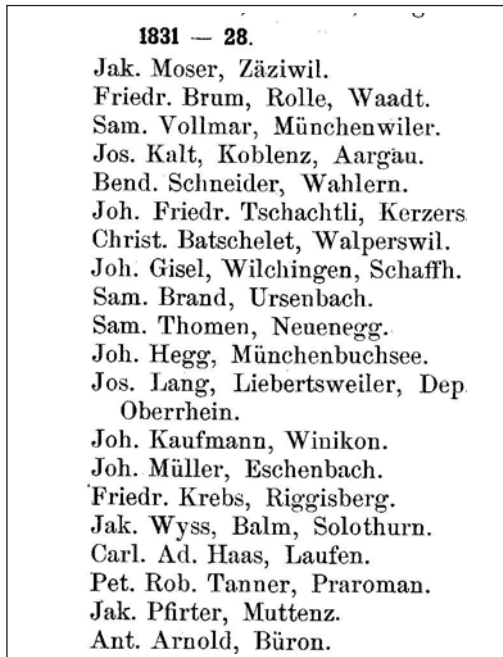 1831 — 28.
Jak. Moser, Zäziwil.
Friedr. Brum, Rolle, Waadt.
Sam. Vollmar, Münchenwiler.
Jos. Kalt, Koblenz, Aargau.
Bend. Schneider, Wahlern.
Joh. Friedr. Tschachtli, Kerzers
Christ. Batschelet, Walperswil.
Joh. Gisel, Wilchingen, Schaffh.
Sam. Brand, Ursenbach.
Sam. Thomen, Neuenegg.
Joh. Hegg, Münchenbuchsee.
Jos. Lang, Liebertsweiler, Dep.
Oberrhein.
Joh. Kaufmann, Winikon.
Joh. Müller, Eschenbach.
Friedr. Krebs, Riggisberg.
Jak. Wyss, Balm, Solothurn.
Carl. Ad. Haas, Laufen.
Pet. Rob. Tanner, Praroman.
Jak. Pfirter, Muttenz.
Ant. Arnold, Büron.